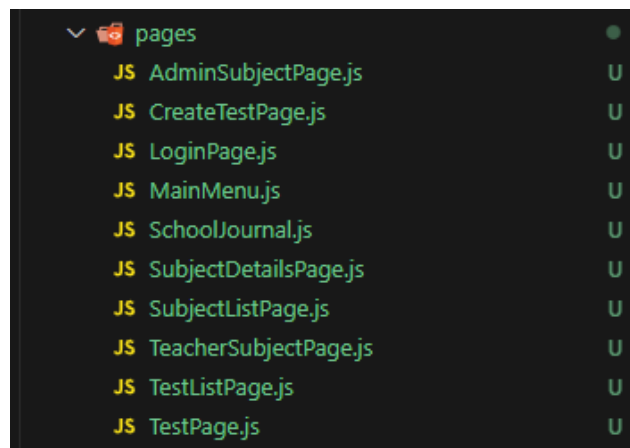 pages
JS AdminSubjectPage.js U
JS CreateTestPage.js U
JS LoginPage.js U
JS MainMenu.js U
JS SchoolJournal.js U
JS SubjectDetailsPage.js U
JS SubjectListPage.js U
JS TeacherSubjectPage.js U
JS TestListPage.js U
JS TestPage.js U